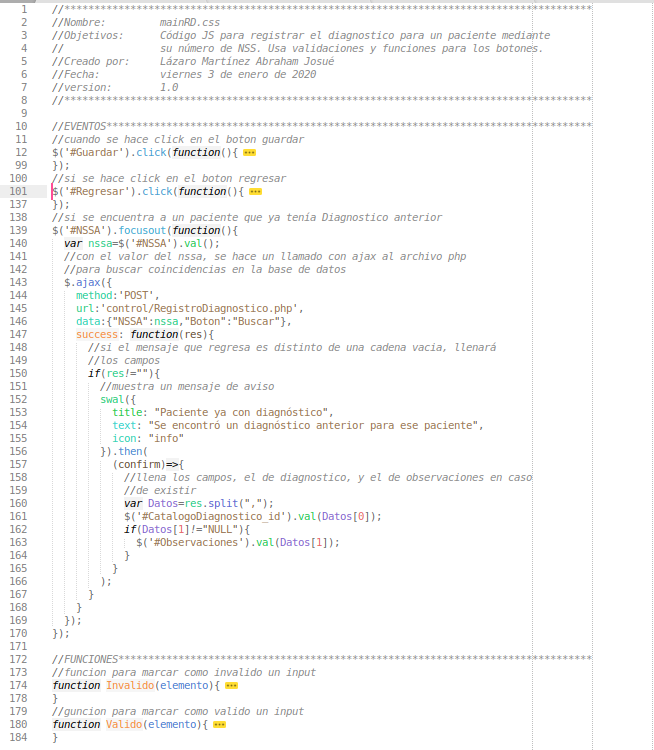 1 //****************************************************************************************
2 //Nombre: mainRD.css
3 //Objetivos: Código JS para registrar el diagnostico para un paciente mediante
4 // su número de NSS. Usa validaciones y funciones para los botones.
5 //Creado por: Lázaro Martínez Abraham Josué
6 //Fecha: viernes 3 de enero de 2020
7 //version: 1.0
8 //****************************************************************************************
9
10 //EVENTOS*********************************************************************************
11 //cuando se hace click en el boton guardar
12 $('#Guardar').click(function(){
99 });
100 //si se hace click en el boton regresar
101 $('#Regresar').click(function(){
137 });
138 //si se encuentra a un paciente que ya tenía Diagnostico anterior
139 $('#NSSA').focusout(function(){
140 var nssa=$('#NSSA').val();
141 //con el valor del nssa, se hace un llamado con ajax al archivo php
142 //para buscar coincidencias en la base de datos
143 $.ajax({
144 method:'POST',
145 url:'control/RegistroDiagnostico.php',
146 data:{"NSSA":nssa,"Boton":"Buscar"},
147 success: function(res){
148 //si el mensaje que regresa es distinto de una cadena vacia, llenará
149 //los campos
150 if(res!=""){
151 //muestra un mensaje de aviso
152 swal({
153 title: "Paciente ya con diagnóstico",
154 text: "Se encontró un diagnóstico anterior para ese paciente",
155 icon: "info"
156 }).then(
157 (confirm)=>{
158 //llena los campos, el de diagnostico, y el de observaciones en caso
159 //de existir
160 var Datos=res.split(",");
161 $('#CatalogoDiagnostico_id').val(Datos[0]);
162 if(Datos[1]!="NULL"){
163 $('#Observaciones').val(Datos[1]);
164 }
165 }
166 );
167 }
168 }
169 });
170 });
171
172 //FUNCIONES*******************************************************************************
173 //funcion para marcar como invalido un input
174 function Invalido(elemento){
178 }
179 //guncion para marcar como valido un input
180 function Valido(elemento){
184 }